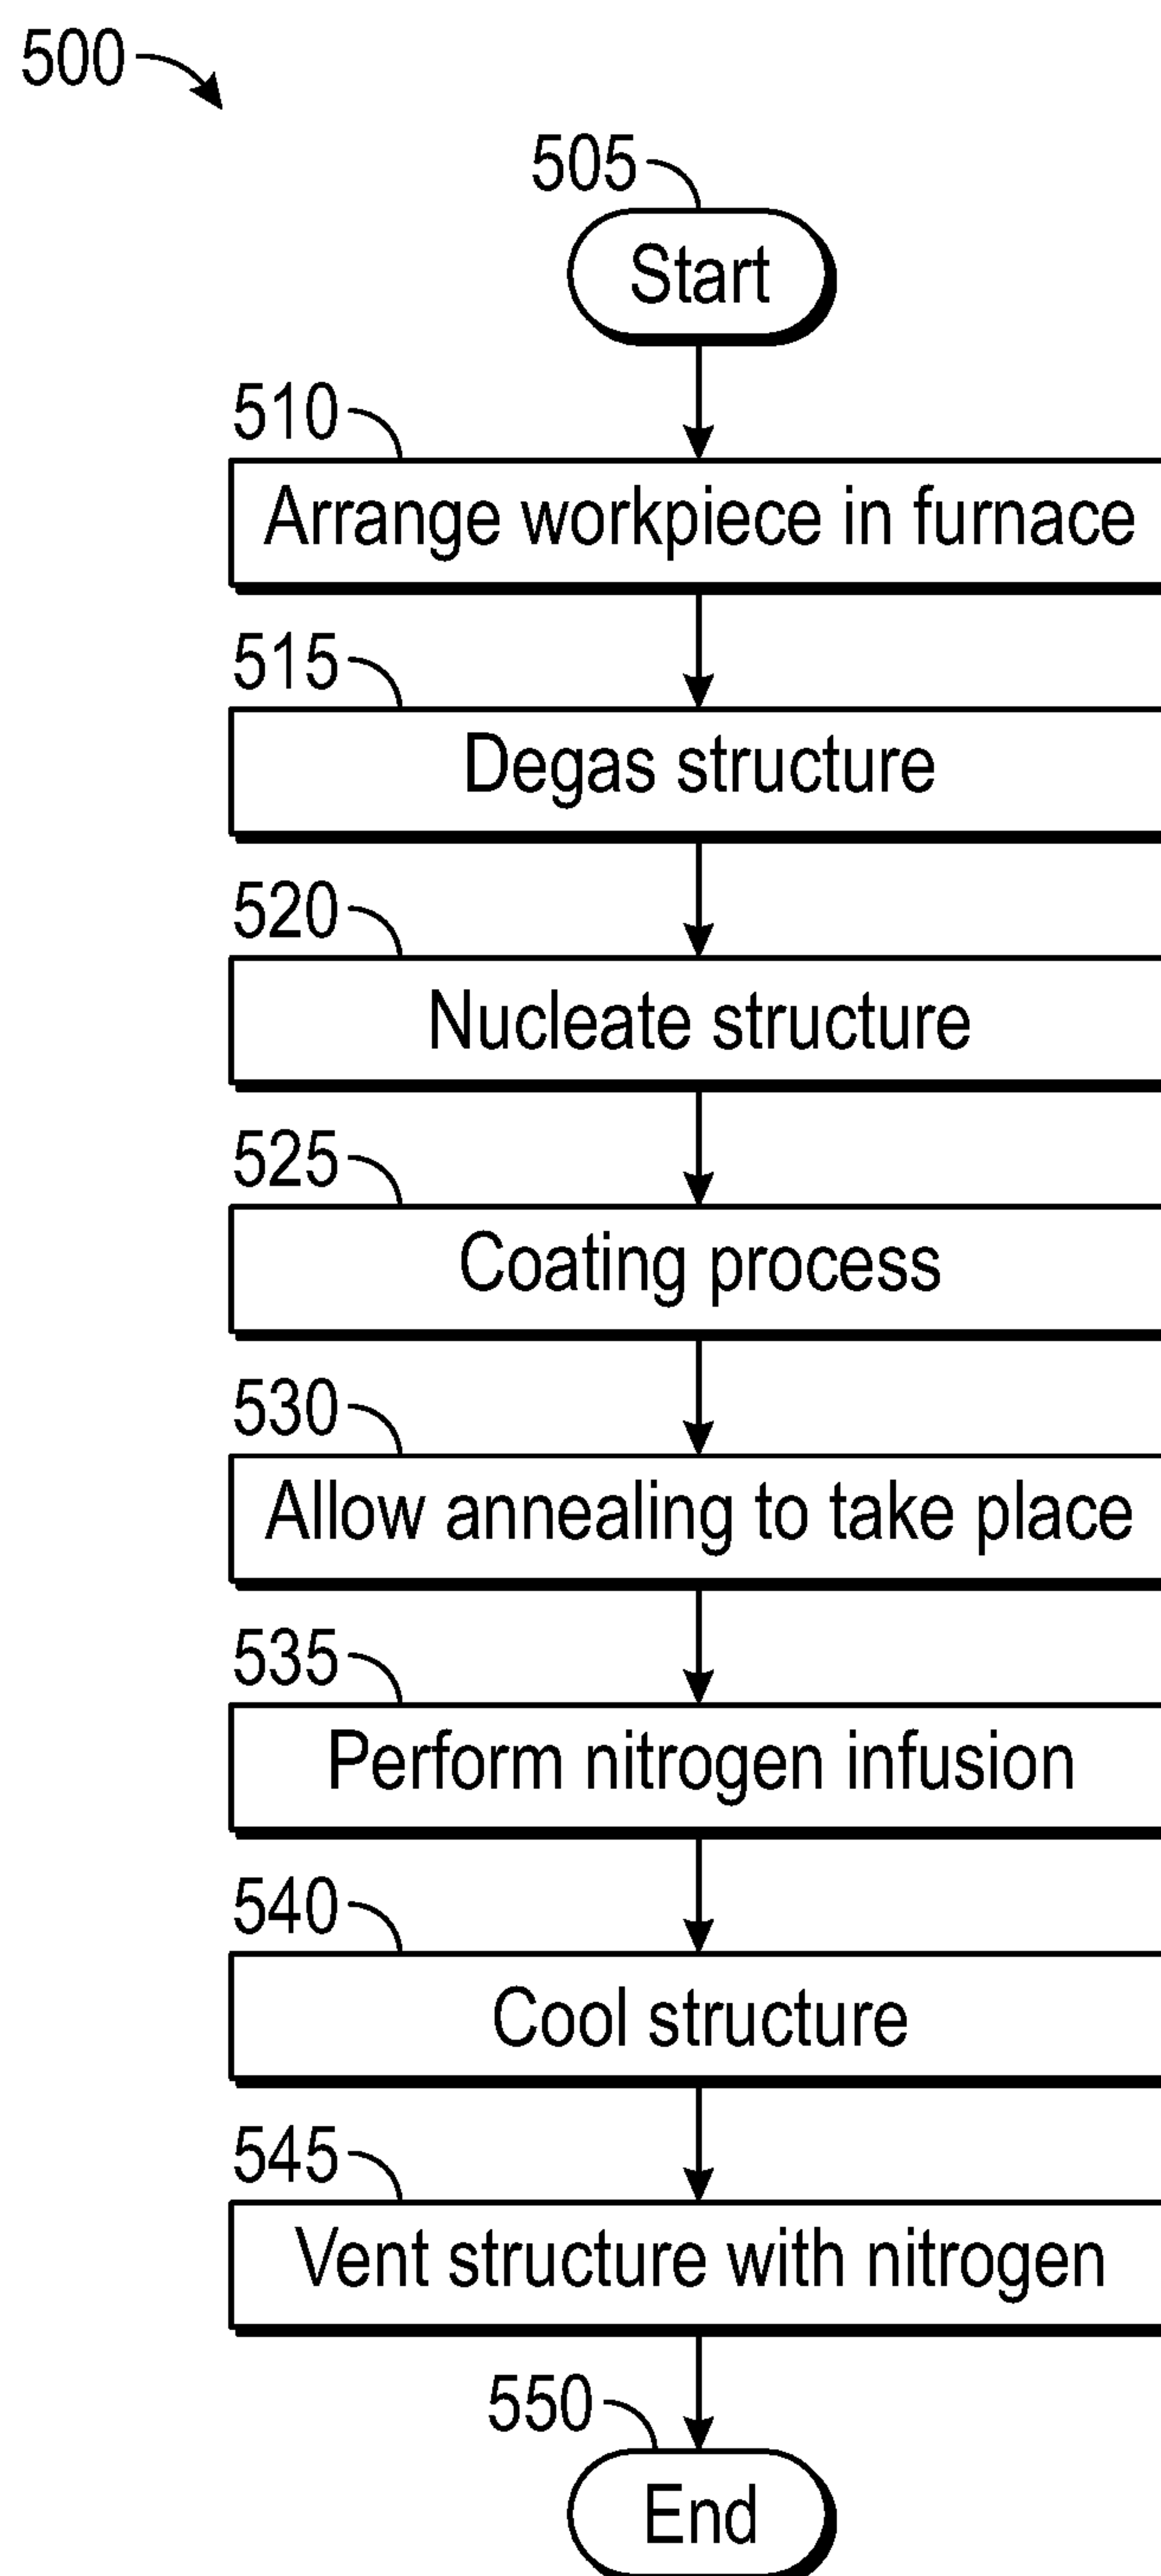 500
505
Start
510
Arrange workpiece in furnace
515
Degas structure
520
Nucleate structure
525
Coating process
530
Allow annealing to take place
535
Perform nitrogen infusion
540
Cool structure
545
Vent structure with nitrogen
550
End